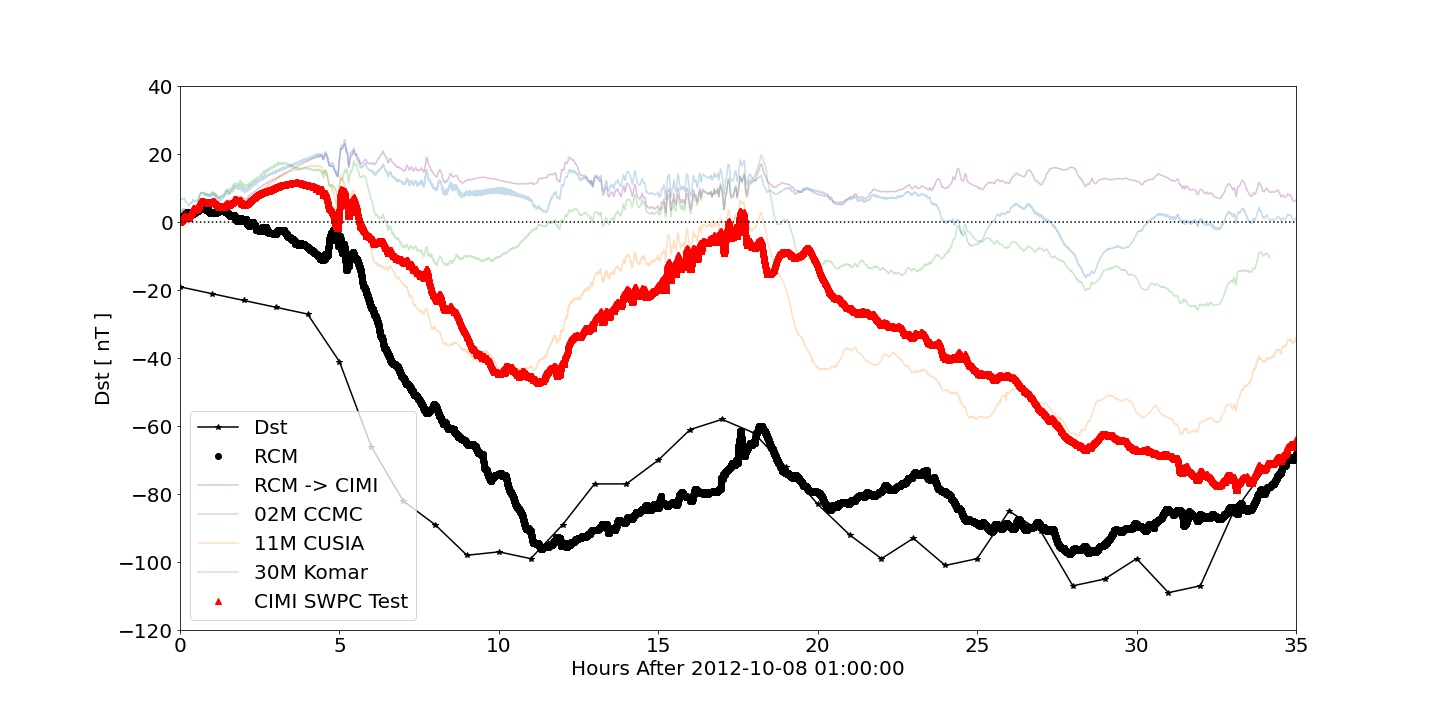 40
20
0
−20
−40
−60
−80
−100
−120
Dst [ nT ]
Dst
RCM
RCM -> CIMI
02M CCMC
11M CUSIA
30M Komar
CIMI SWPC Test
0 5 10 15 20 25 30 35
Hours After 2012-10-08 01:00:00